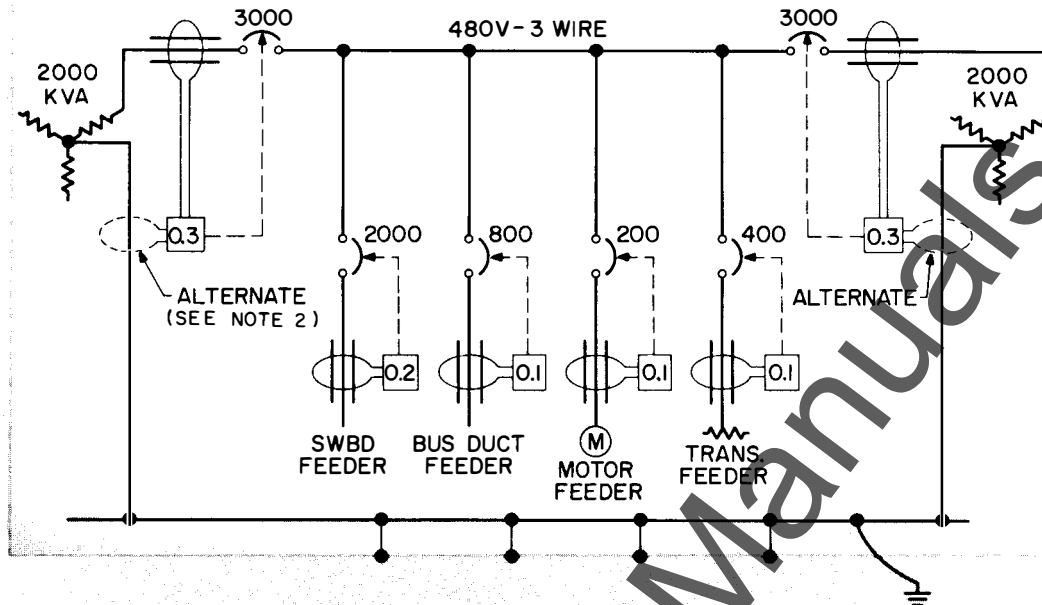 3000
480V-3 WIRE
3000
2000
KVA
2000
KVA
0.3
2000
800
200
400
0.3
ALTERNATE
(SEE NOTE 2)
ALTERNATE
0.2
0.1
0.1
0.1
SWBD
FEEDER
BUS DUCT
FEEDER
M
MOTOR
FEEDER
TRANS.
FEEDER
Manuals